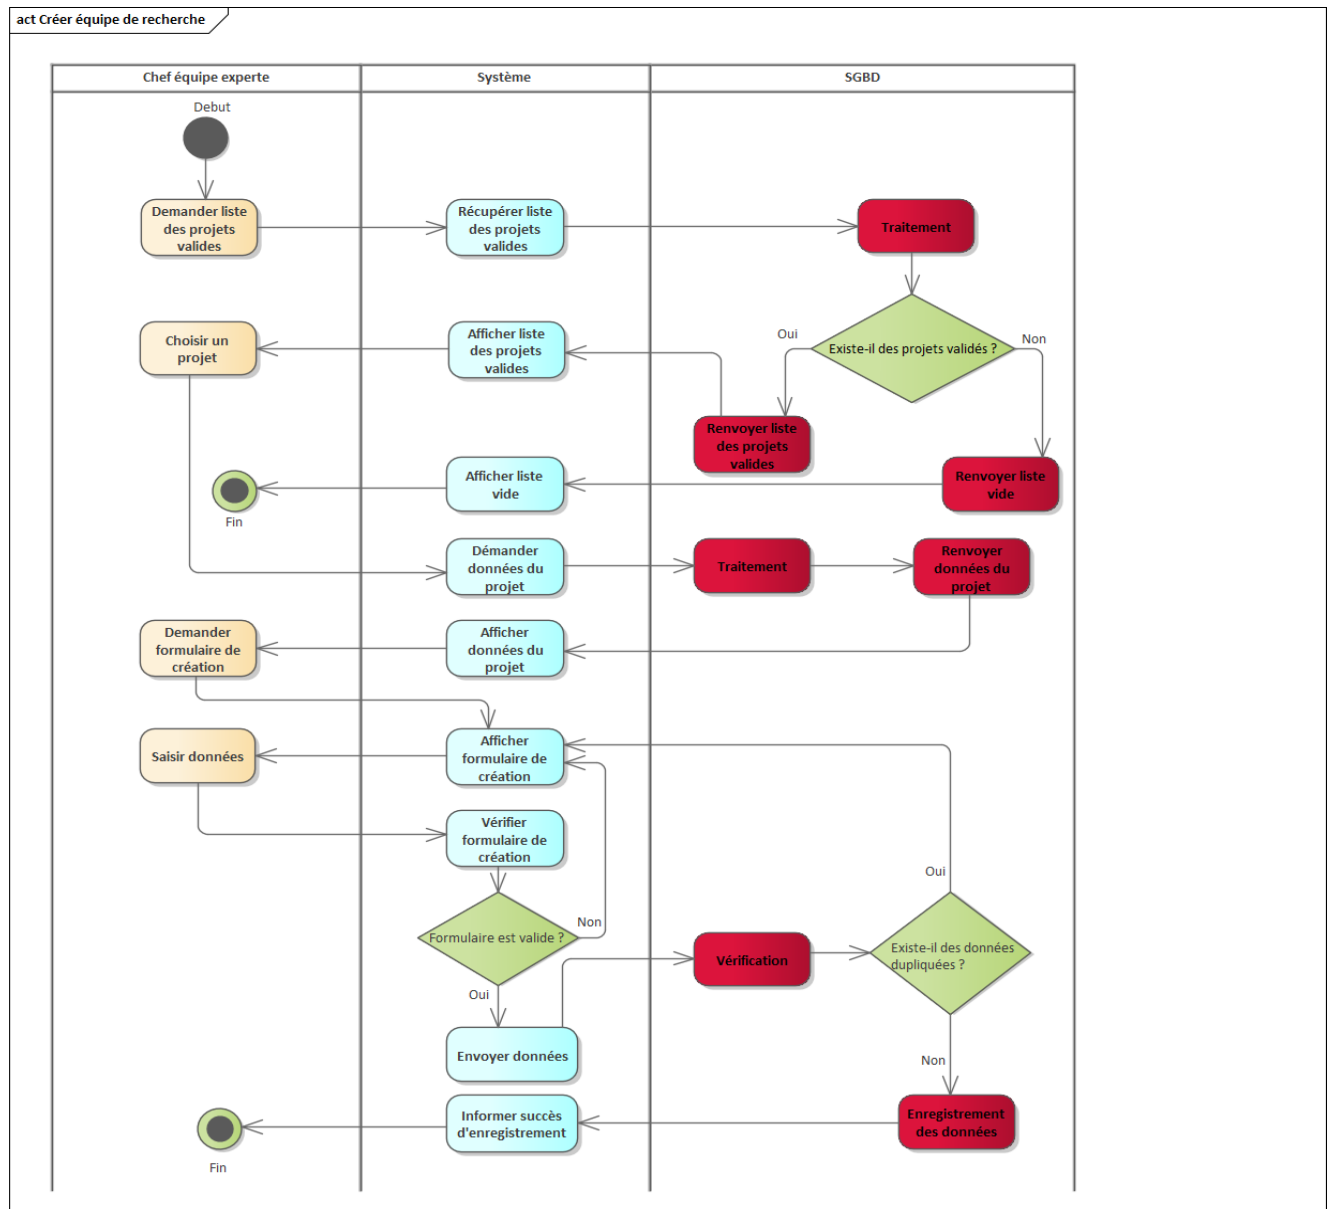 act Créer équipe de recherche
Chef équipe experte
Système
SGBD
Debut
Demander liste
des projets
valides
Récupérer liste
des projets
valides
Traitement
Choisir un
projet
Afficher liste
des projets
valides
Oui
Existe-il des projets validés ?
Non
Renvoyer liste
des projets
valides
Afficher liste
vide
Renvoyer liste
vide
Fin
Démander
données du
projet
Traitement
Renvoyer
données du
projet
Demander
formulaire de
création
Afficher
données du
projet
Saisir données
Afficher
formulaire de
création
Vérifier
formulaire de
création
Oui
Formulaire est valide ?
Non
Vérification
Existe-il des données
dupliquées ?
Oui
Envoyer données
Non
Informer succès
d'enregistrement
Enregistrement
des données
Fin